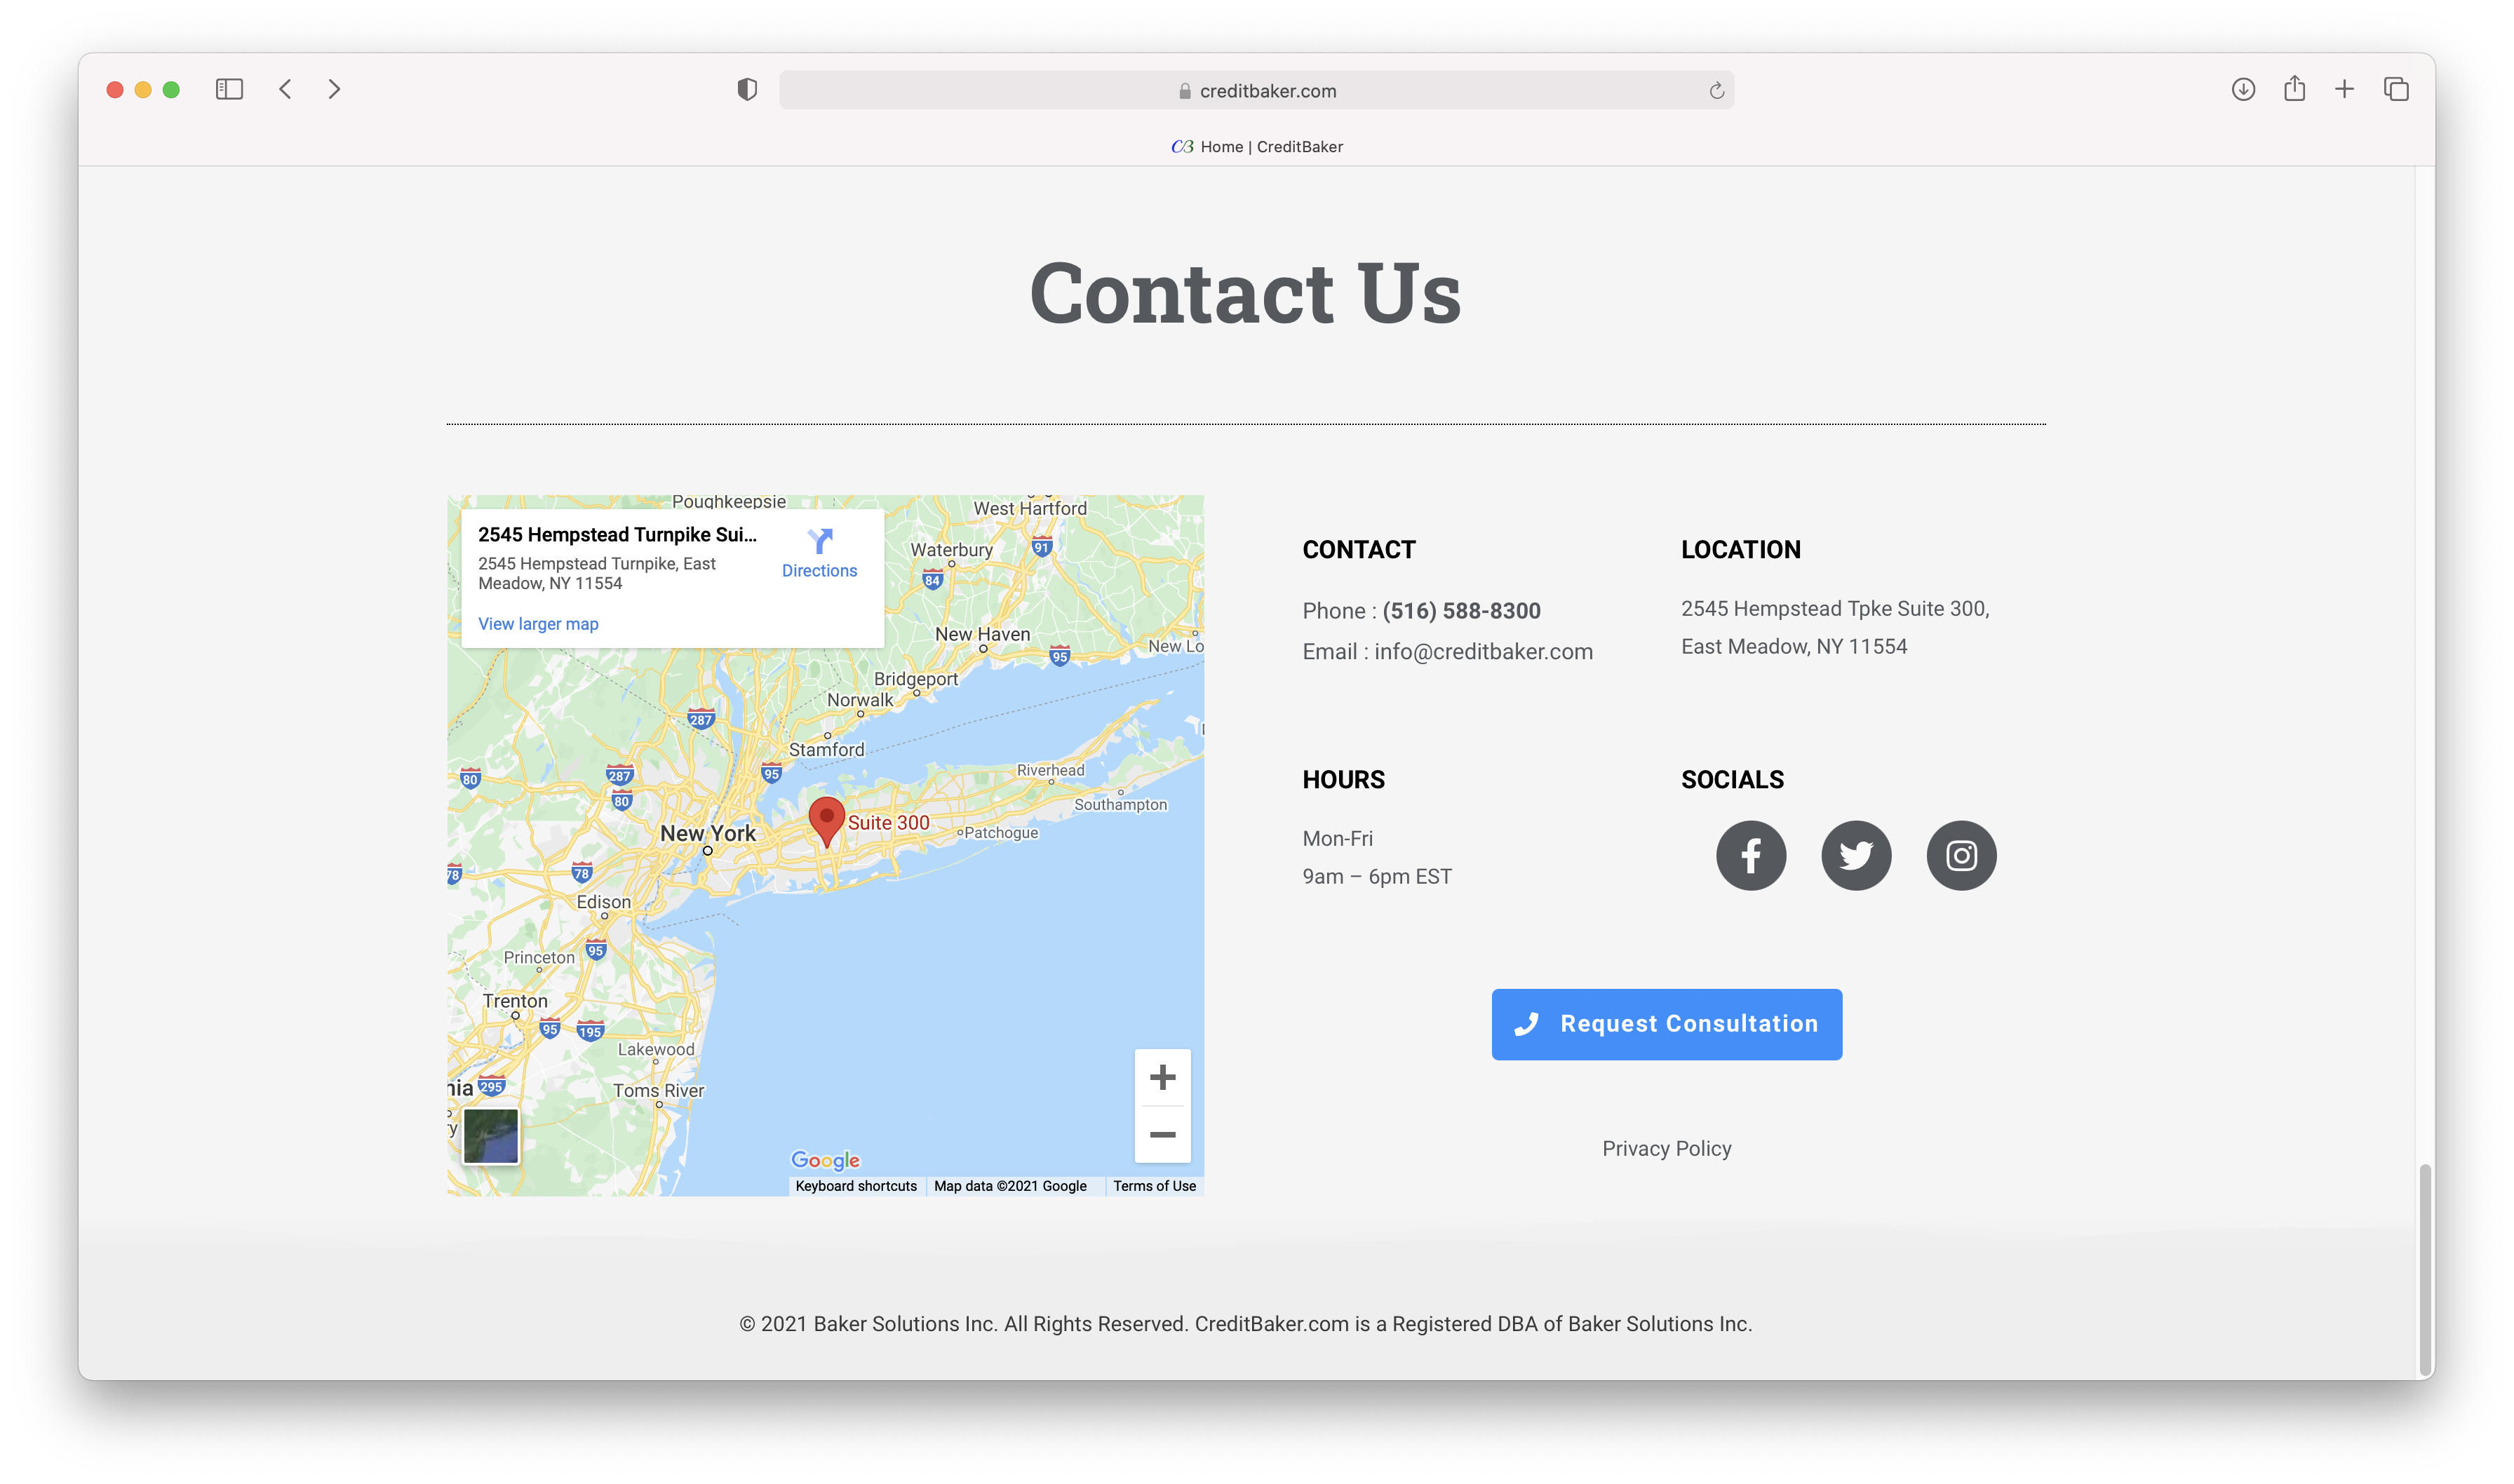 creditbaker.com
CB Home | CreditBaker
Contact Us
2545 Hempstead Turnpike Sui...
2545 Hempstead Turnpike, East
Meadow, NY 11554
Directions
View larger map
Poughkeepsie
West Hartford
Waterbury
91
84
New Haven
95
New Lo
Bridgeport
Norwalk
287
Stamford
80
287
95
80
Riverhead
Southampton
New York
Suite 300
Patchogue
78
78
Edison
95
Princeton
Trenton
95
195
Lakewood
nia
295
Toms River
ry
Google
Keyboard shortcuts
Map data ©2021 Google
Terms of Use
CONTACT
Phone : (516) 588-8300
Email : info@creditbaker.com
LOCATION
2545 Hempstead Tpke Suite 300,
East Meadow, NY 11554
HOURS
Mon-Fri
9am – 6pm EST
SOCIALS
Request Consultation
Privacy Policy
© 2021 Baker Solutions Inc. All Rights Reserved. CreditBaker.com is a Registered DBA of Baker Solutions Inc.